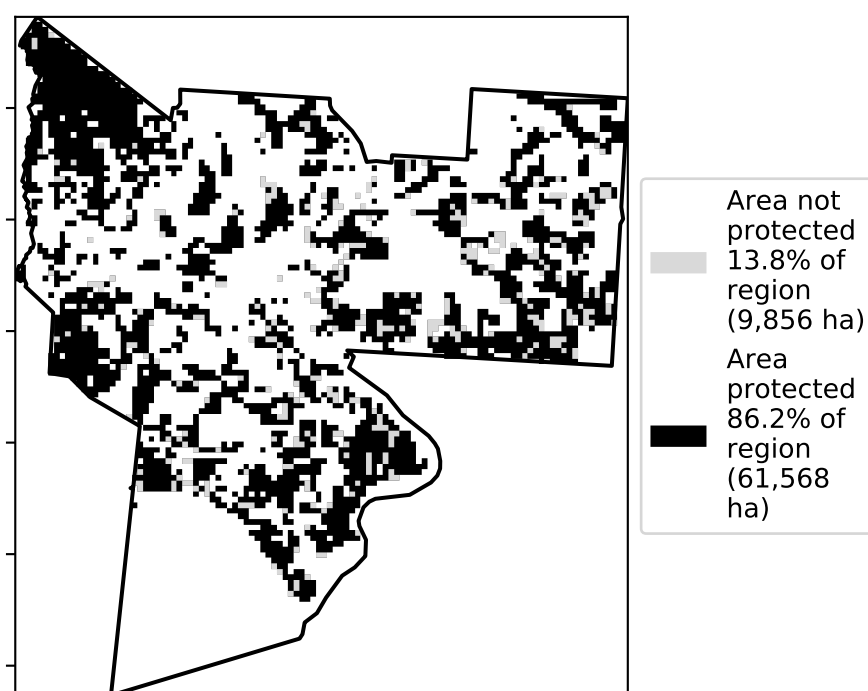 Area not
protected
13.8% of
region
(9,856 ha)
Area
protected
86.2% of
region
(61,568
ha)